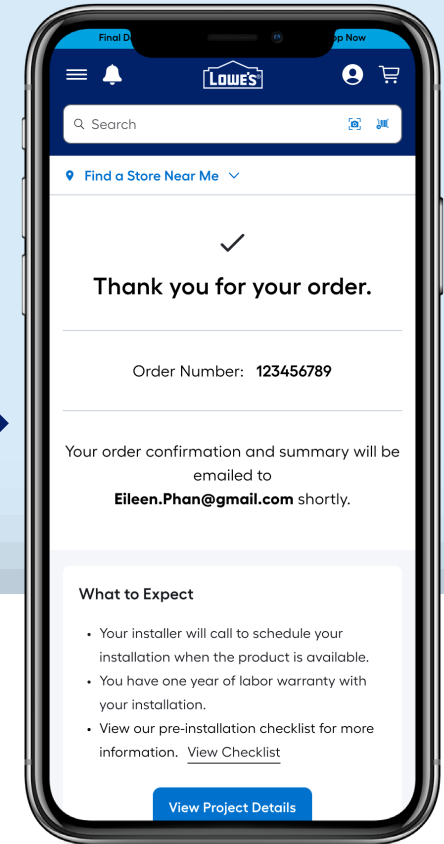 Final D
op Now
LOWE'S
Search
Find a Store Near Me
Thank you for your order.
Order Number: 123456789
Your order confirmation and summary will be
emailed to
Eileen.Phan@gmail.com shortly.
What to Expect
• Your installer will call to schedule your
installation when the product is available.
• You have one year of labor warranty with
your installation.
• View our pre-installation checklist for more
information. View Checklist
View Project Details